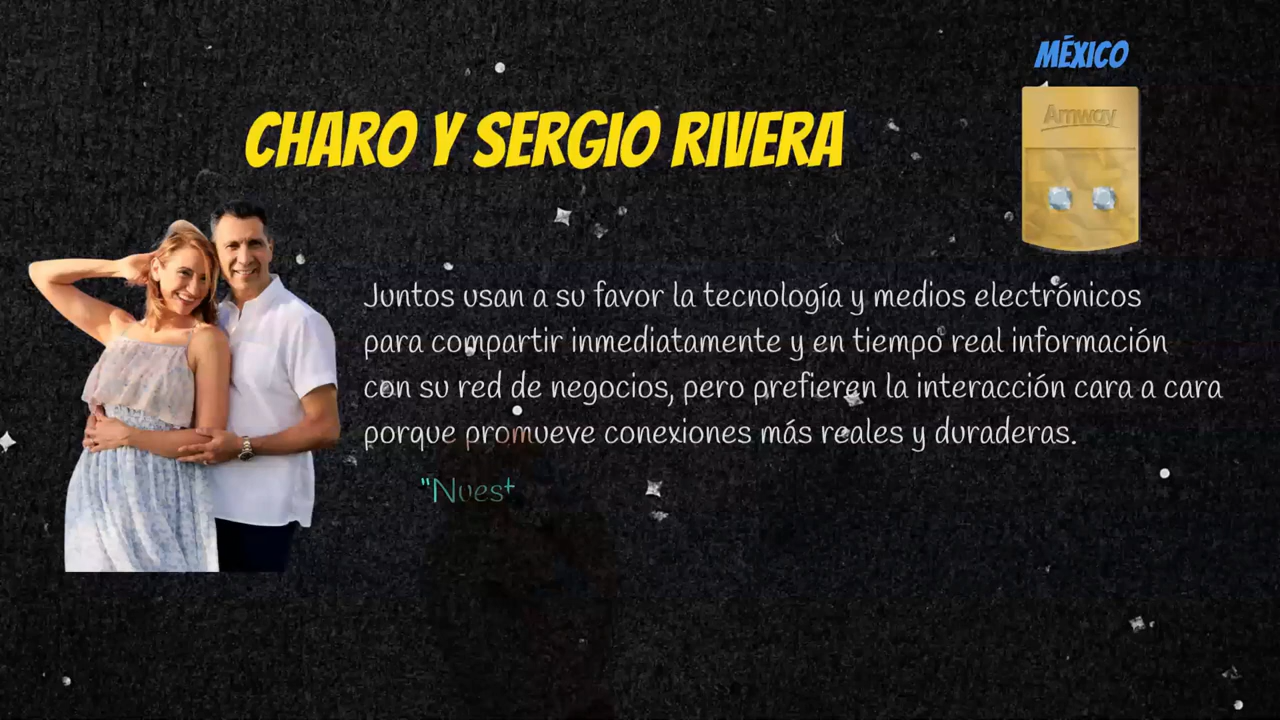 MÉXICO
Amway
CHARO Y SERGIO RIVERA
Juntos usan a su favor la tecnología y medios electrónicos
para compartir inmediatamente y en tiempo real información
con su red de negocios, pero prefieren la interacción cara a cara
porque promueve conexiones más reales y duraderas.
"Nuest